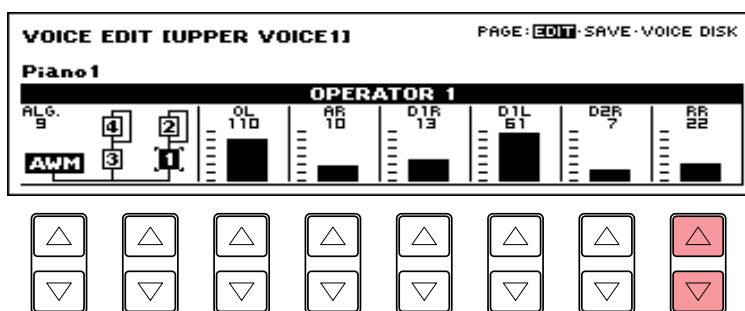 VOICE EDIT [UPPER VOICE1]
PAGE: EDIT·SAVE·VOICE DISK
Piano1
OPERATOR 1
ALG. OL AR D1R D1L D2R RR
9 110 10 13 61 7 22
4 2
AWM 3 1